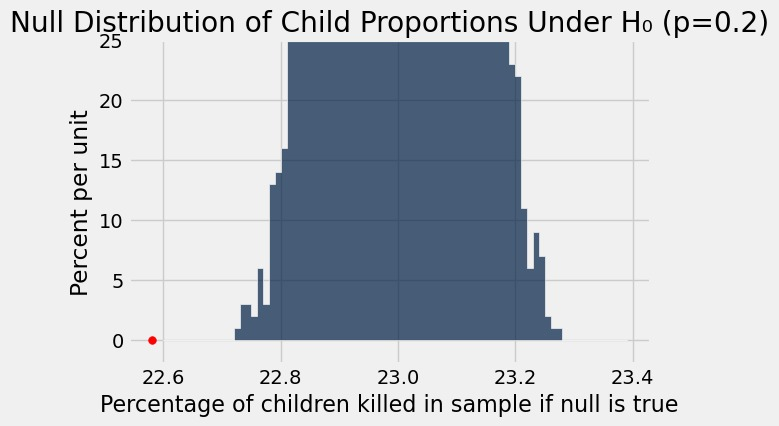 Null Distribution of Child Proportions Under H₀ (p=0.2)
25
20
15
10
5
0
Percent per unit
22.6 22.8 23.0 23.2 23.4
Percentage of children killed in sample if null is true